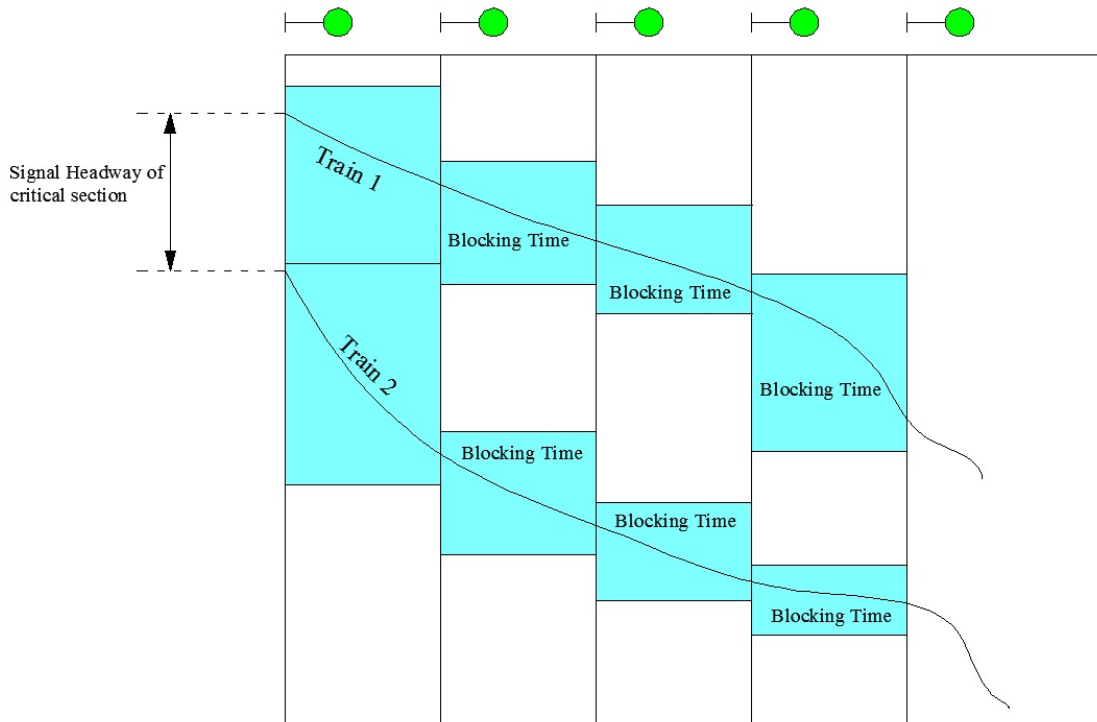 Train 1
Signal Headway of
critical section
Blocking Time
Blocking Time
Train 2
Blocking Time
Blocking Time
Blocking Time
Blocking Time